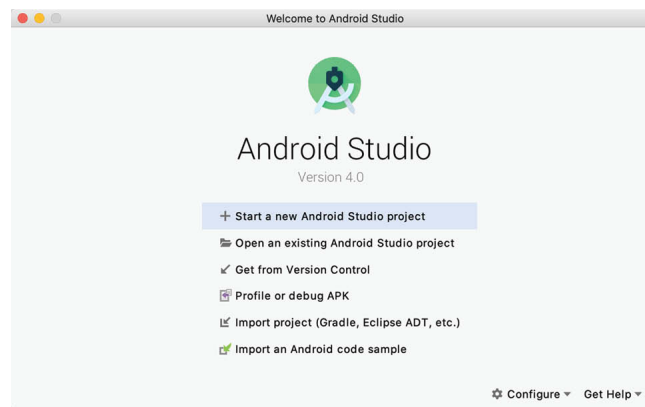 Welcome to Android Studio
Android Studio
Version 4.0
Start a new Android Studio project
Open an existing Android Studio project
Get from Version Control
Profile or debug APK
Import project (Gradle, Eclipse ADT, etc.)
Import an Android code sample
Configure Get Help